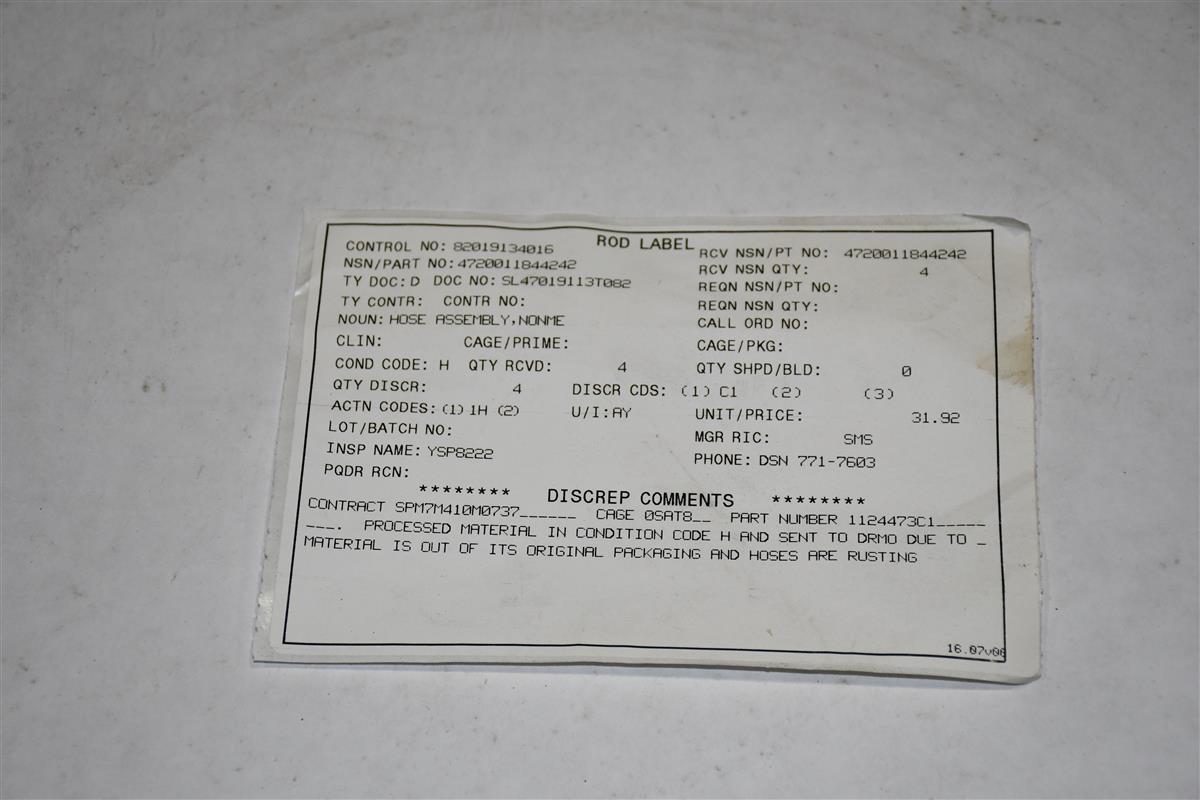 ROD LABEL
CONTROL NO: 82019134016 RCV NSN/PT NO: 4720011844242
NSN/PART NO: 4720011844242 RCV NSN QTY: 4
TY DOC: D DOC NO: SL47019113T082 REQN NSN/PT NO:
TY CONTR: CONTR NO: REQN NSN QTY:
NOUN: HOSE ASSEMBLY,NONME CALL ORD NO:
CLIN: CAGE/PRIME: CAGE/PKG:
COND CODE: H QTY RCVD: 4 QTY SHPD/BLD: 0
QTY DISCR: 4 DISCR CDS: (1) C1 (2) (3)
ACTN CODES: (1) 1H (2) U/I: AY UNIT/PRICE: 31.92
LOT/BATCH NO: MGR RIC: SMS
INSP NAME: YSP8222 PHONE: DSN 771-7603
PQDR RCN:
******** DISCREP COMMENTS ********
CONTRACT SPM7M410M0737______ CAGE 0SAT8__ PART NUMBER 1124473C1_____
___. PROCESSED MATERIAL IN CONDITION CODE H AND SENT TO DRMO DUE TO _
MATERIAL IS OUT OF ITS ORIGINAL PACKAGING AND HOSES ARE RUSTING
16.07v06